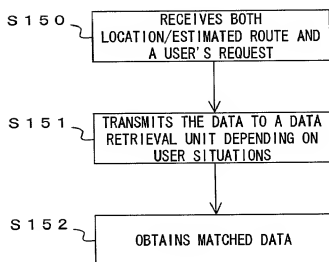 S150
RECEIVES BOTH
LOCATION/ESTIMATED ROUTE AND
A USER'S REQUEST
S151
TRANSMITS THE DATA TO A DATA
RETRIEVAL UNIT DEPENDING ON
USER SITUATIONS
S152
OBTAINS MATCHED DATA